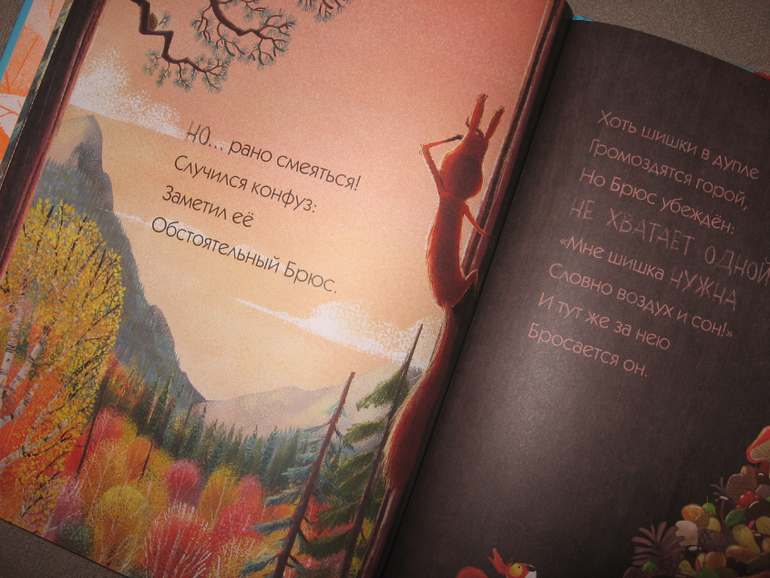 НО... рано смеяться!
Случился конфуз:
Заметил её
Обстоятельный Брюс.
Хоть шишки в дупле
Громоздятся горой,
Но Брюс убеждён:
НЕ ХВАТАЕТ ОДНОЙ
«Мне шишка НУЖНА
Словно воздух и сон!»
И тут же за нею
Бросается он.